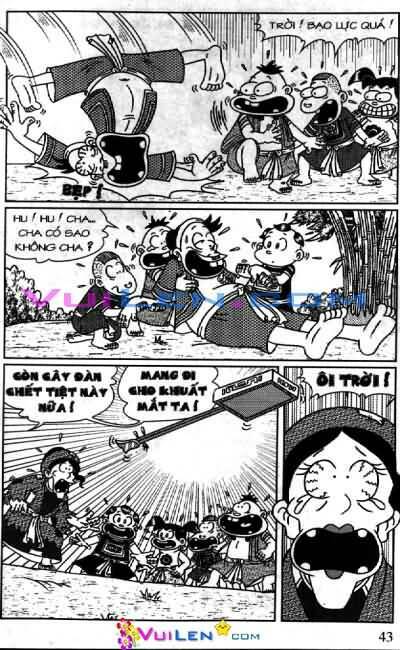 TRỜI! BẠO LỰC QUÁ!
BẸP!
HU! HU! CHA...
CHA CÓ SAO
KHÔNG CHA?
VUILEN.COM
CÒN CÂY ĐÀN
CHẾT TIỆT NÀY
NỮA!
MANG ĐI
CHO KHUẤT
MẮT TA!
ÔI TRỜI!
43
VUILEN.COM